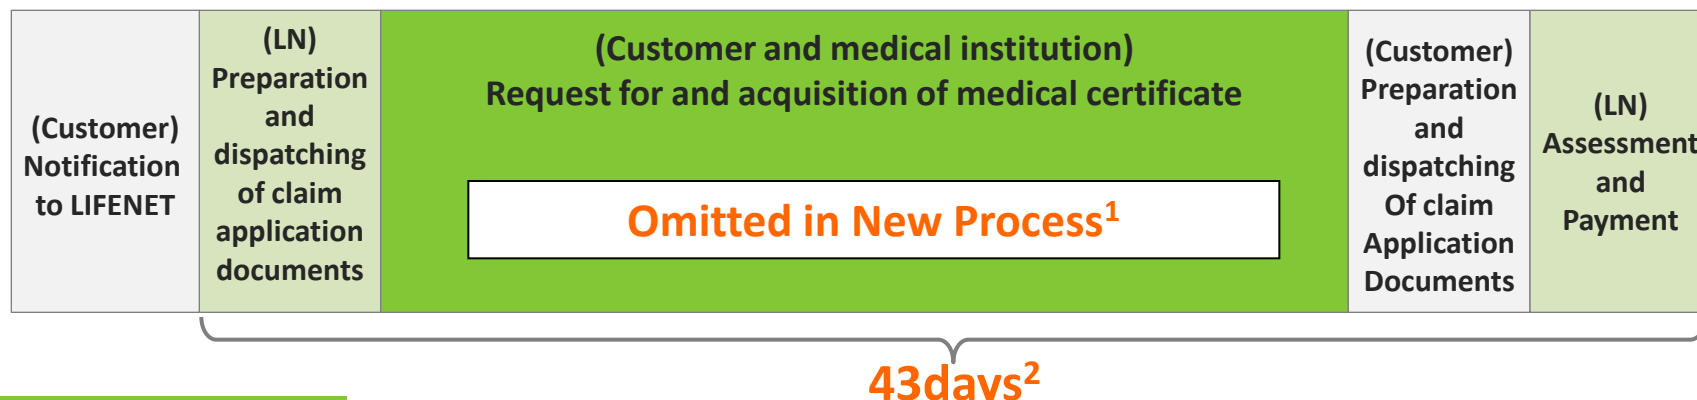 (Customer)
Notification
to LIFENET
(LN)
Preparation
and
dispatching
of claim
application
documents
(Customer and medical institution)
Request for and acquisition of medical certificate
Omitted in New Process1
(Customer)
Preparation
and
dispatching
Of claim
Application
Documents
(LN)
Assessment
and
Payment
43days2